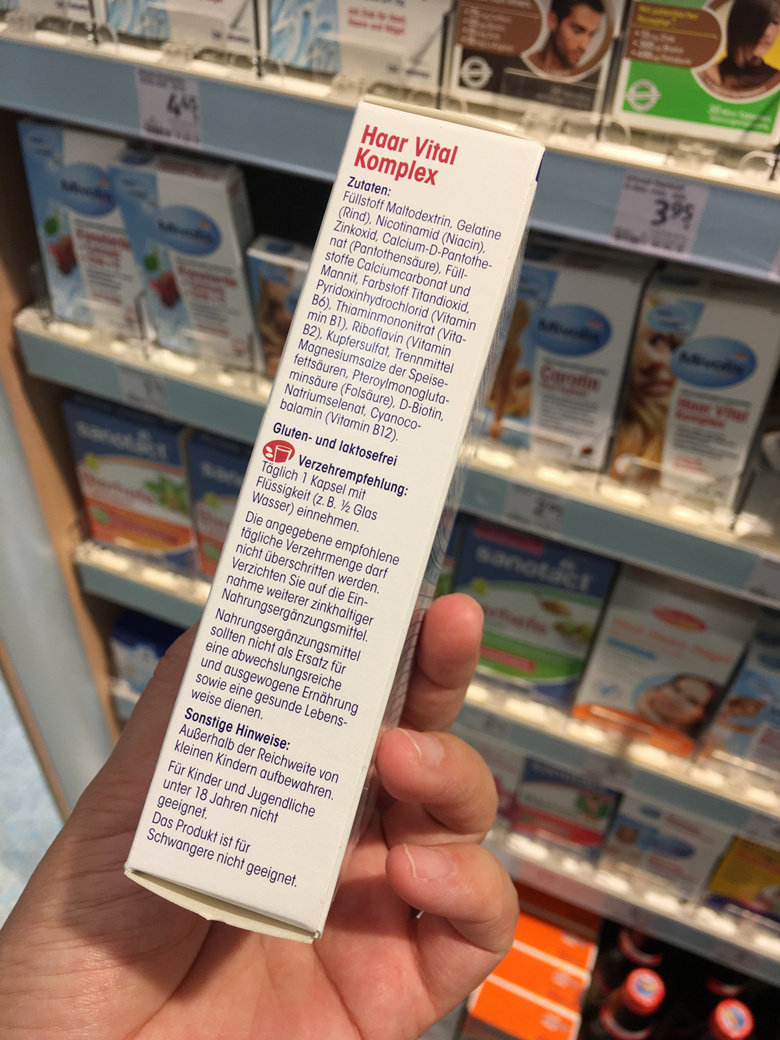 Haar Vital
Komplex
Zutaten:
Füllstoff Maltodextrin, Gelatine
(Rind), Nicotinamid (Niacin),
Zinkoxid, Calcium-D-Pantothe-
nat (Pantothensäure), Füll-
stoffe Calciumcarbonat und
Mannit, Farbstoff Titandioxid,
Pyridoxinhydrochlorid (Vitamin
B6), Thiaminmononitrat (Vita-
min B1), Riboflavin (Vitamin
B2), Kupfersulfat, Trennmittel
Magnesiumsalze der Speise-
fettsäuren, Pteroylmonogluta-
minsäure (Folsäure), D-Biotin,
Natriumselenat, Cyanoco-
balamin (Vitamin B12).
Gluten- und laktosefrei
Verzehrempfehlung:
Täglich 1 Kapsel mit
Flüssigkeit (z. B. ½ Glas
Wasser) einnehmen.
Die angegebene empfohlene
tägliche Verzehrmenge darf
nicht überschritten werden.
Verzichten Sie auf die Ein-
nahme weiterer zinkhaltiger
Nahrungsergänzungsmittel.
Nahrungsergänzungsmittel
sollten nicht als Ersatz für
eine abwechslungsreiche
und ausgewogene Ernährung
sowie eine gesunde Lebens-
weise dienen.
Sonstige Hinweise:
Außerhalb der Reichweite von
kleinen Kindern aufbewahren.
Für Kinder und Jugendliche
unter 18 Jahren nicht
geeignet.
Das Produkt ist für
Schwangere nicht geeignet.
445
395
Mivolis
Mivolis
Mivolis
Mivolis
Haar Vital
Komplex
sanotact
sanotact